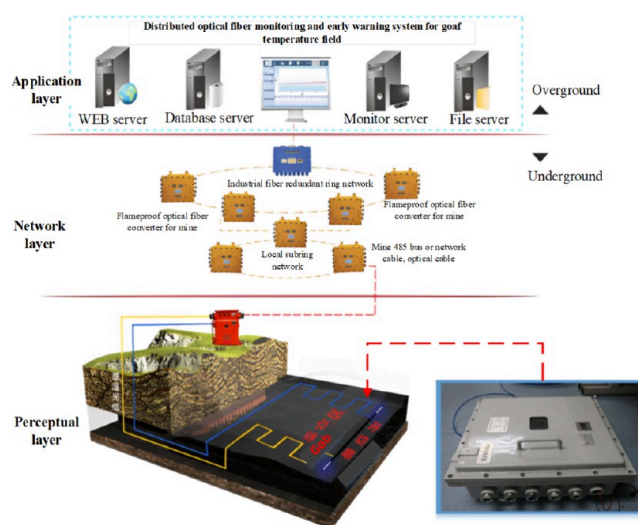 Distributed optical fiber monitoring and early warning system for goaf
temperature field
Application
layer
WEB server
Database server
Monitor server
File server
Overground
Underground
Industrial fiber redundant ring network
Flameproof optical fiber
converter for mine
Flameproof optical fiber
converter for mine
Network
layer
Local subring
network
Mine 485 bus or network
cable, optical cable
Perceptual
layer
采空区
Gob